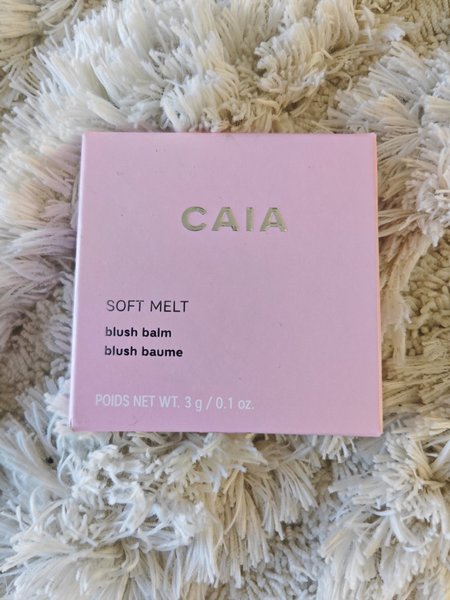 CAIA
SOFT MELT
blush balm
blush baume
POIDS NET WT. 3 g / 0.1 oz.